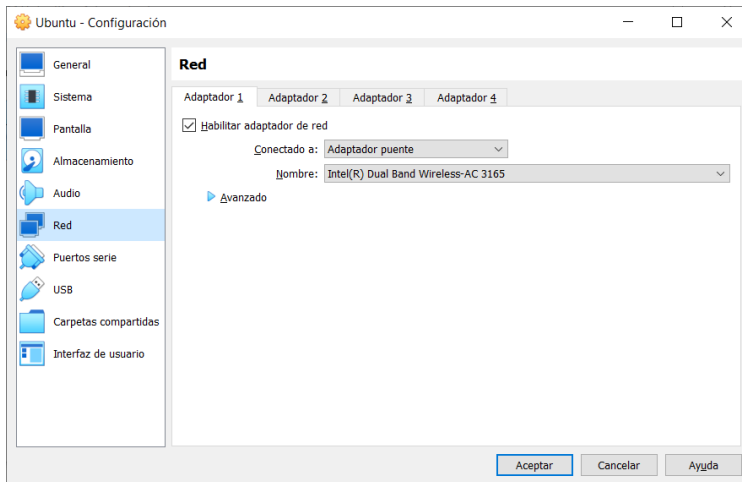 Ubuntu - Configuración
General
Sistema
Pantalla
Almacenamiento
Audio
Red
Puertos serie
USB
Carpetas compartidas
Interfaz de usuario
Red
Adaptador 1 Adaptador 2 Adaptador 3 Adaptador 4
Habilitar adaptador de red
Conectado a: Adaptador puente
Nombre: Intel(R) Dual Band Wireless-AC 3165
Avanzado
Aceptar Cancelar Ayuda